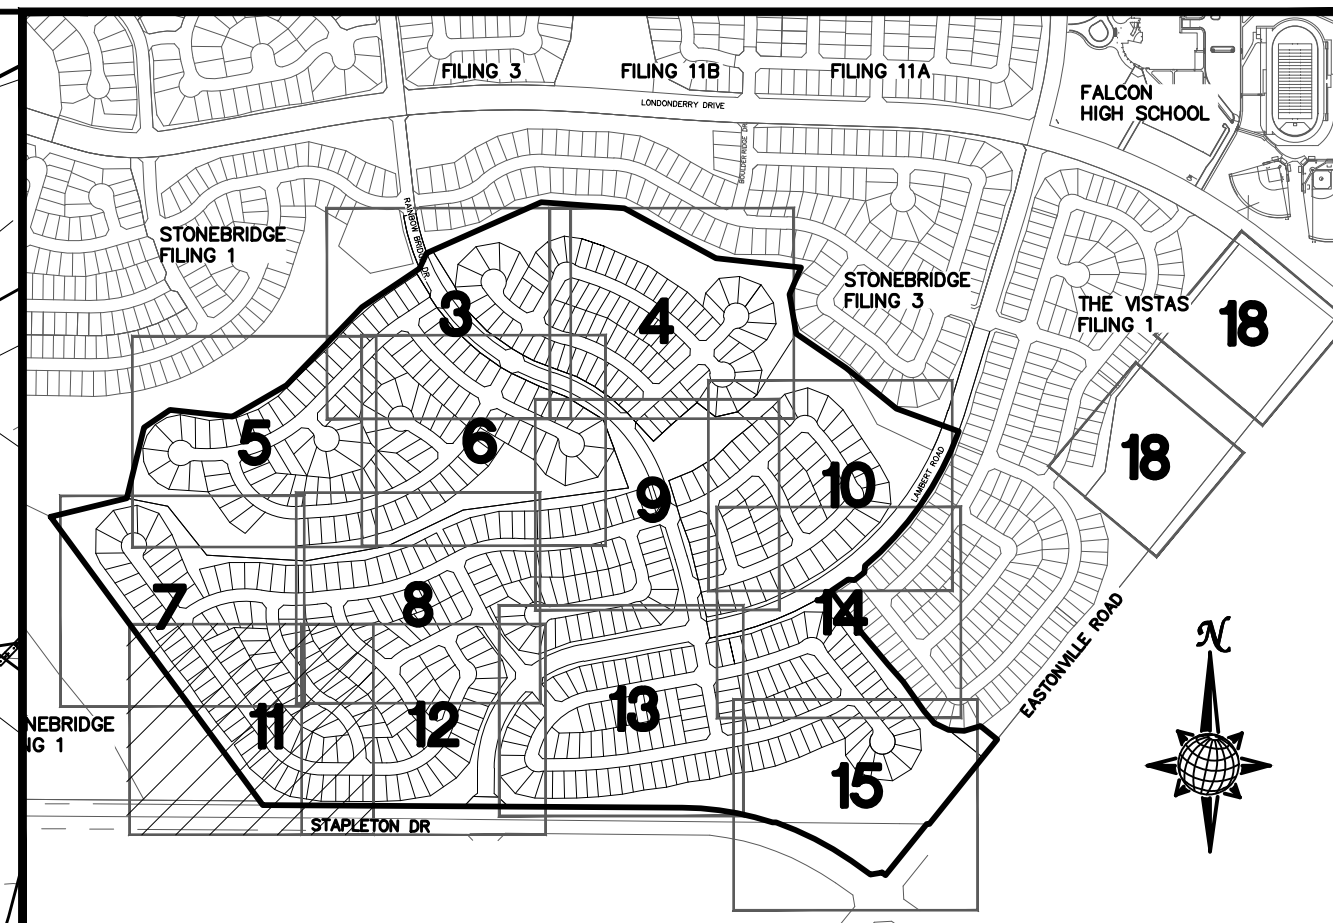 FILING 3
FILING 11B
FILING 11A
LONDONDERRY DRIVE
FALCON
HIGH SCHOOL
BOULDER RIDGE DR
RAINBOW BRIDGE DR.
STONEBRIDGE
FILING 1
STONEBRIDGE
FILING 3
THE VISTAS
FILING 1
18
3
4
5
6
18
9
10
LAMBERT ROAD
7
8
14
EASTONVILLE ROAD
N
NEBRIDGE
NG 1
11
12
13
15
STAPLETON DR